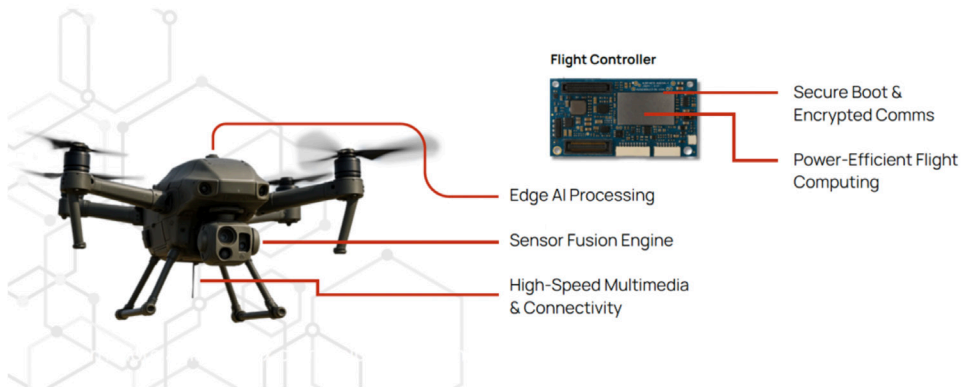 Flight Controller
Secure Boot &
Encrypted Comms
Power-Efficient Flight
Computing
Edge AI Processing
Sensor Fusion Engine
High-Speed Multimedia
& Connectivity